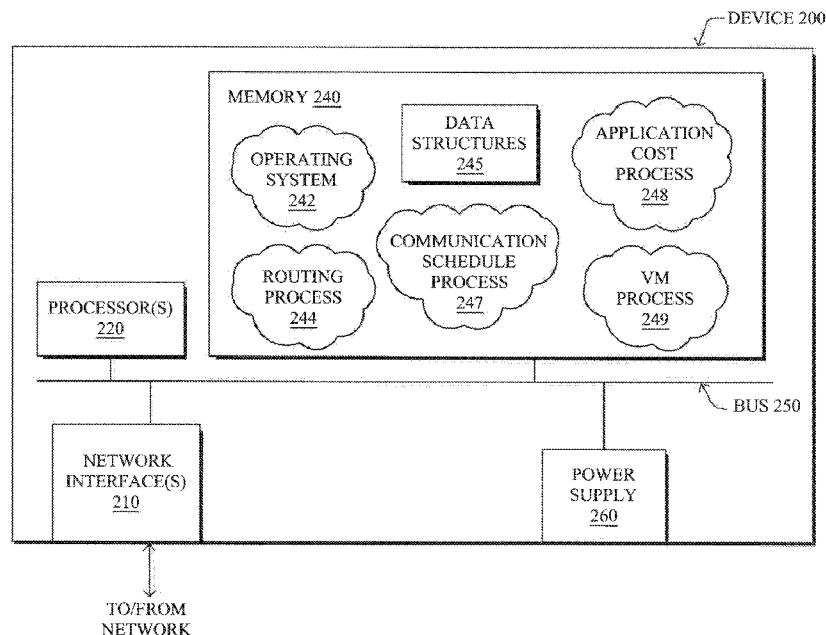 DEVICE 200
MEMORY 240
OPERATING
SYSTEM
242
DATA
STRUCTURES
245
APPLICATION
COST
PROCESS
248
ROUTING
PROCESS
244
COMMUNICATION
SCHEDULE
PROCESS
247
VM
PROCESS
249
PROCESSOR(S)
220
BUS 250
NETWORK
INTERFACE(S)
210
POWER
SUPPLY
260
TO/FROM
NETWORK